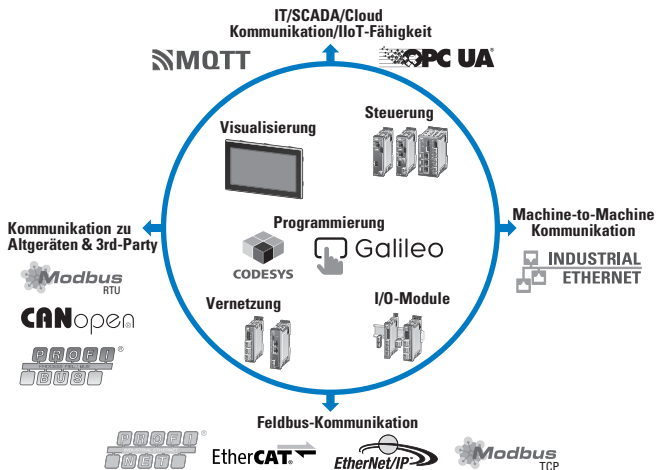 IT/SCADA/Cloud
Kommunikation/IIoT-Fähigkeit
MQTT
OPC UA
Visualisierung
Steuerung
Kommunikation zu
Altgeräten & 3rd-Party
Modbus
RTU
CANopen
PROFI
BUS
Programmierung
CODESYS
Galileo
Machine-to-Machine
Kommunikation
INDUSTRIAL
ETHERNET
Vernetzung
I/O-Module
Feldbus-Kommunikation
PROFI
NET
EtherCAT®
EtherNet/IP
Modbus
TCP